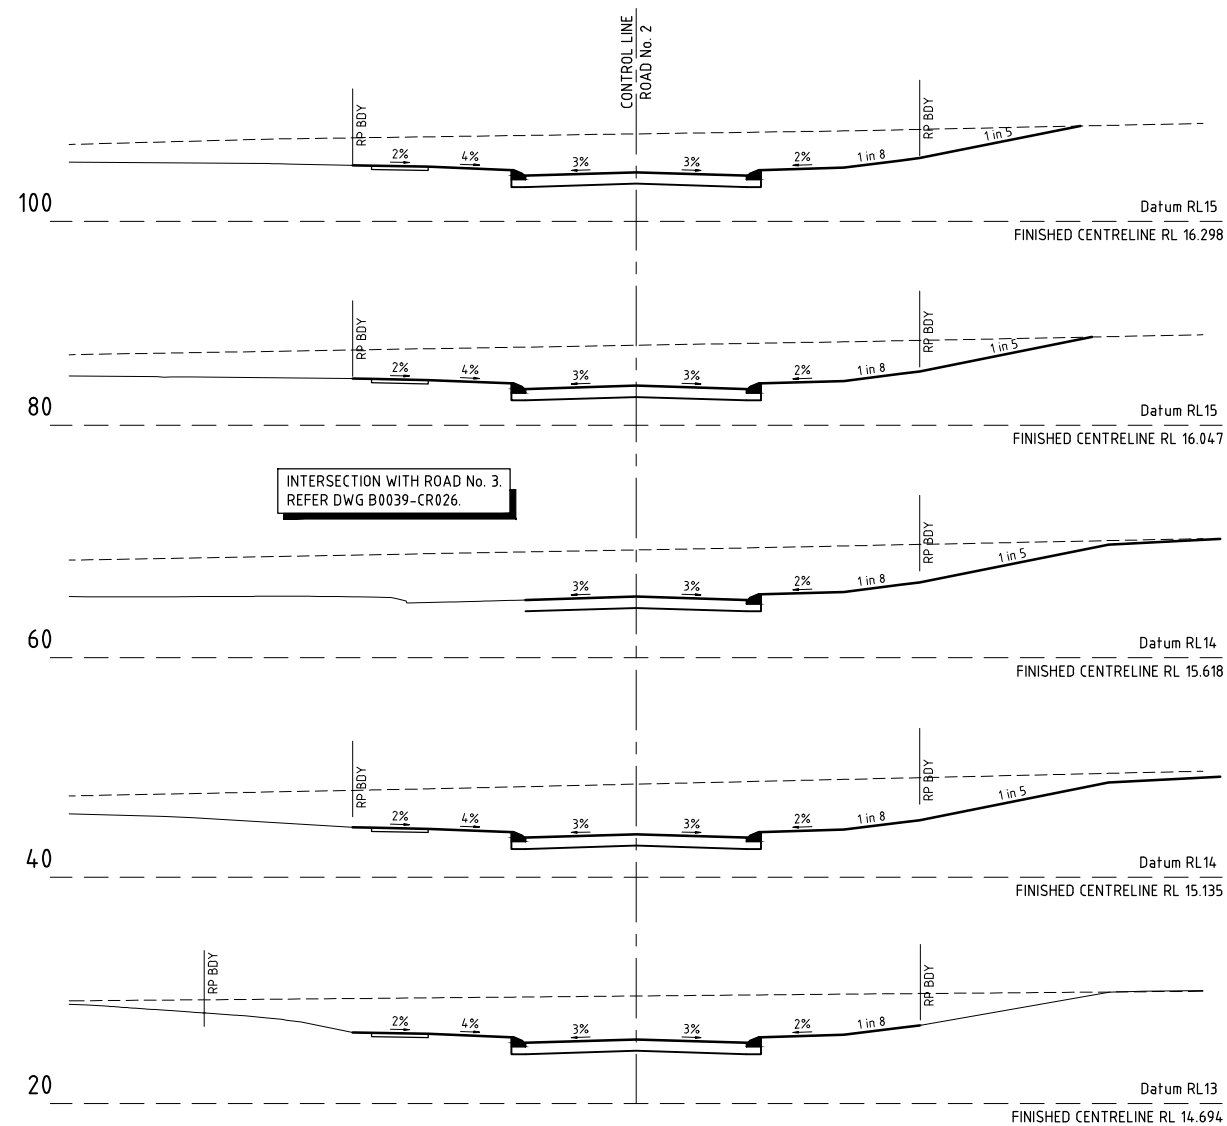 CONTROL LINE
ROAD No. 2
RP BDY
RP BDY
2%
4%
3%
3%
2%
1 in 8
1 in 5
100
Datum RL15
FINISHED CENTRELINE RL 16.298
RP BDY
RP BDY
2%
4%
3%
3%
2%
1 in 8
1 in 5
80
Datum RL15
FINISHED CENTRELINE RL 16.047
INTERSECTION WITH ROAD No. 3.
REFER DWG B0039-CR026.
RP BDY
3%
3%
2%
1 in 8
1 in 5
60
Datum RL14
FINISHED CENTRELINE RL 15.618
RP BDY
RP BDY
2%
4%
3%
3%
2%
1 in 8
1 in 5
40
Datum RL14
FINISHED CENTRELINE RL 15.135
RP BDY
RP BDY
2%
4%
3%
3%
2%
1 in 8
20
Datum RL13
FINISHED CENTRELINE RL 14.694